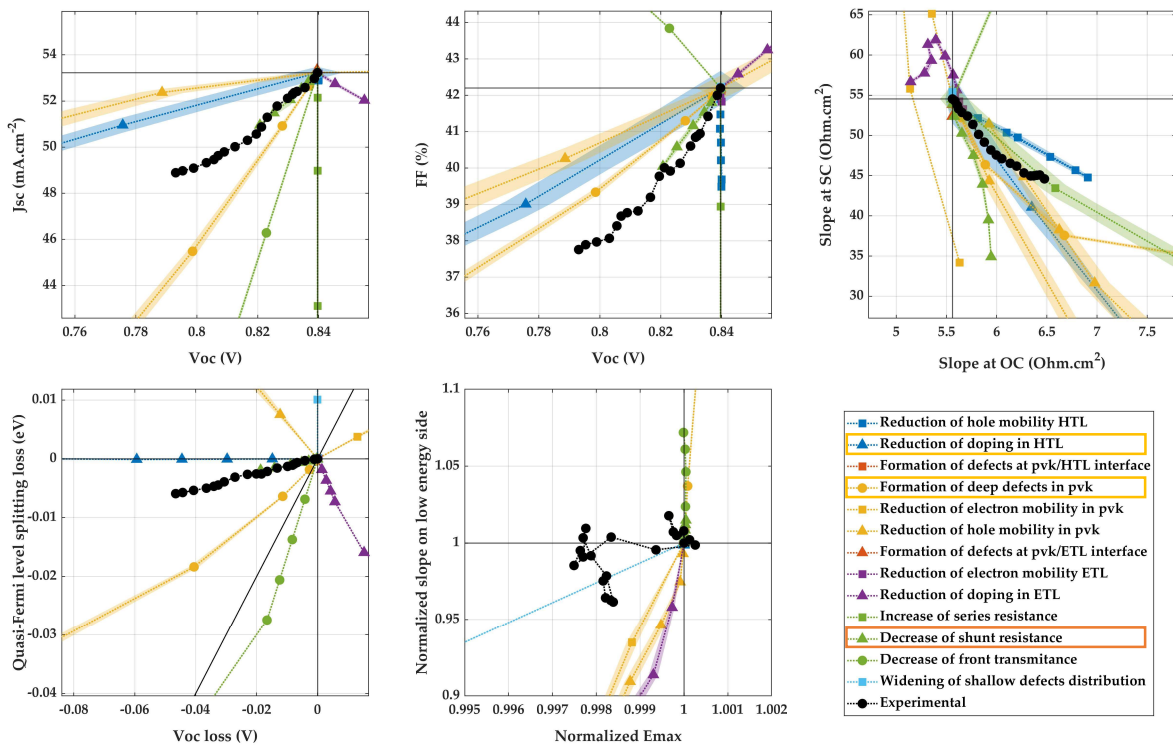 54
52
50
48
46
44
0.76
0.78
0.8
0.82
0.84
Jsc (mA.cm⁻²)
Voc (V)
43
42
41
40
39
38
37
36
0.76
0.78
0.8
0.82
0.84
FF (%)
Voc (V)
65
60
55
50
45
40
35
30
5
5.5
6
6.5
7
7.5
Slope at SC (Ohm.cm²)
Slope at OC (Ohm.cm²)
0.01
0
-0.01
-0.02
-0.03
-0.04
-0.08
-0.06
-0.04
-0.02
0
Quasi-Fermi level splitting loss (eV)
Voc loss (V)
1.1
1.05
1
0.95
0.9
0.995
0.996
0.997
0.998
0.999
1
1.001
1.002
Normalized slope on low energy side
Normalized Emax
Reduction of hole mobility HTL
Reduction of doping in HTL
Formation of defects at pvk/HTL interface
Formation of deep defects in pvk
Reduction of electron mobility in pvk
Reduction of hole mobility in pvk
Formation of defects at pvk/ETL interface
Reduction of electron mobility ETL
Reduction of doping in ETL
Increase of series resistance
Decrease of shunt resistance
Decrease of front transmitance
Widening of shallow defects distribution
Experimental